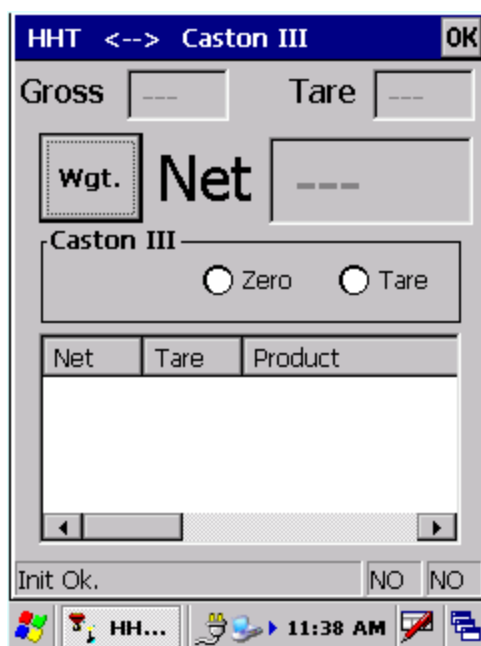 HHT <--> Caston III OK
Gross --- Tare ---
Wgt. Net ---
Caston III
Zero Tare
Net Tare Product
Init Ok. NO NO
HH... 11:38 AM